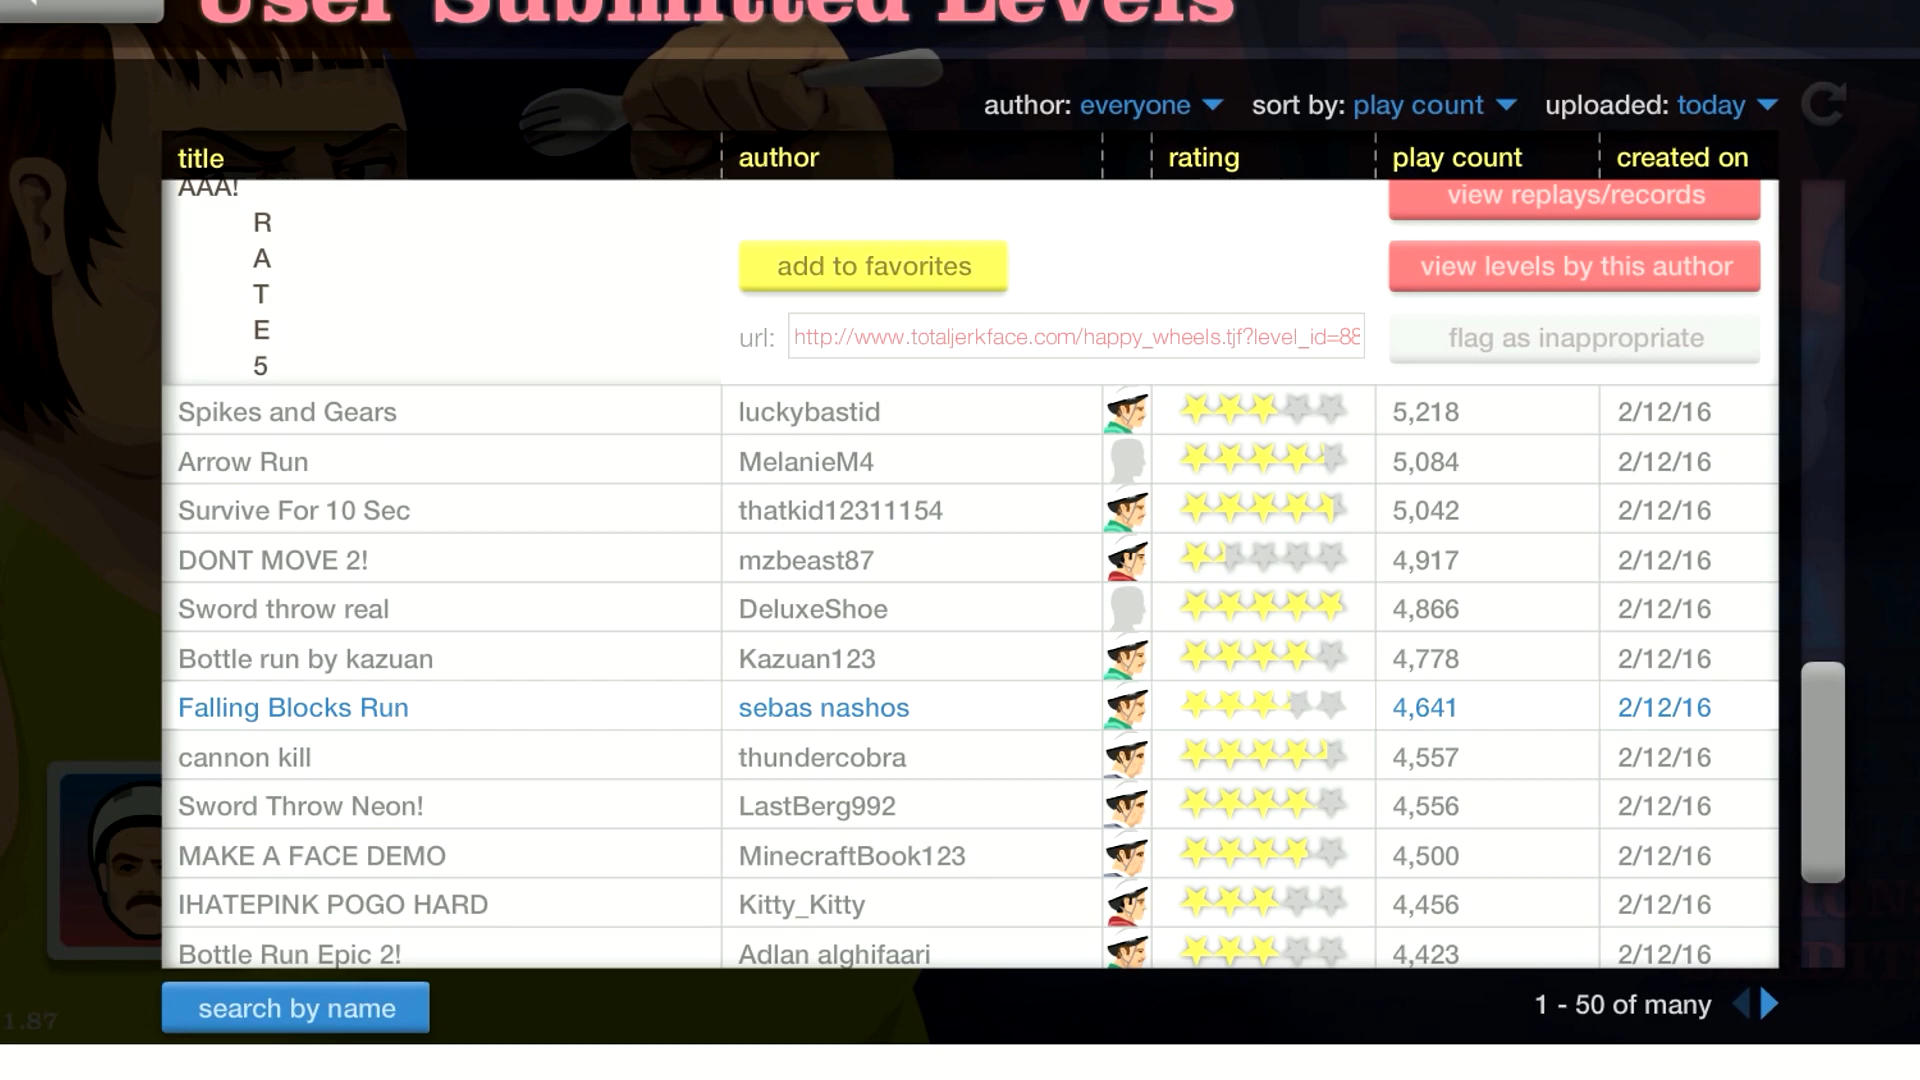 User Submitted Levels
author: everyone sort by: play count uploaded: today
title author rating play count created on
AAA!
R
A
T
E
5
view replays/records
add to favorites
view levels by this author
url: http://www.totaljerkface.com/happy_wheels.tjf?level_id=88
flag as inappropriate
Spikes and Gears luckybastid 5,218 2/12/16
Arrow Run MelanieM4 5,084 2/12/16
Survive For 10 Sec thatkid12311154 5,042 2/12/16
DONT MOVE 2! mzbeast87 4,917 2/12/16
Sword throw real DeluxeShoe 4,866 2/12/16
Bottle run by kazuan Kazuan123 4,778 2/12/16
Falling Blocks Run sebas nashos 4,641 2/12/16
cannon kill thundercobra 4,557 2/12/16
Sword Throw Neon! LastBerg992 4,556 2/12/16
MAKE A FACE DEMO MinecraftBook123 4,500 2/12/16
IHATEPINK POGO HARD Kitty_Kitty 4,456 2/12/16
Bottle Run Epic 2! Adlan alghifaari 4,423 2/12/16
search by name
1 - 50 of many
1.87